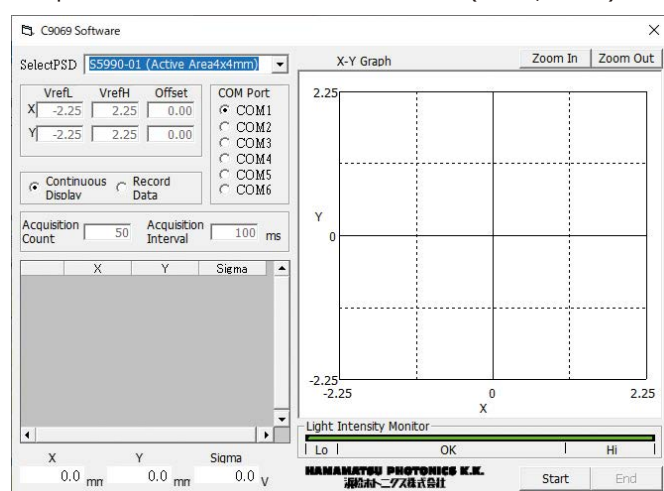 C9069 Software
SelectPSD S5990-01 (Active Area4x4mm)
VrefL VrefH Offset
X -2.25 2.25 0.00
Y -2.25 2.25 0.00
COM Port
COM1
COM2
COM3
COM4
COM5
COM6
Continuous Display
Record Data
Acquisition Count 50 Acquisition Interval 100 ms
X Y Sigma
X Y Sigma
0.0 mm 0.0 mm 0.0 V
X-Y Graph Zoom In Zoom Out
2.25
Y
0
-2.25
-2.25 0 2.25
X
Light Intensity Monitor
Lo OK Hi
HAMAMATSU PHOTONICS K.K.
浜松ホトニクス株式会社
Start End